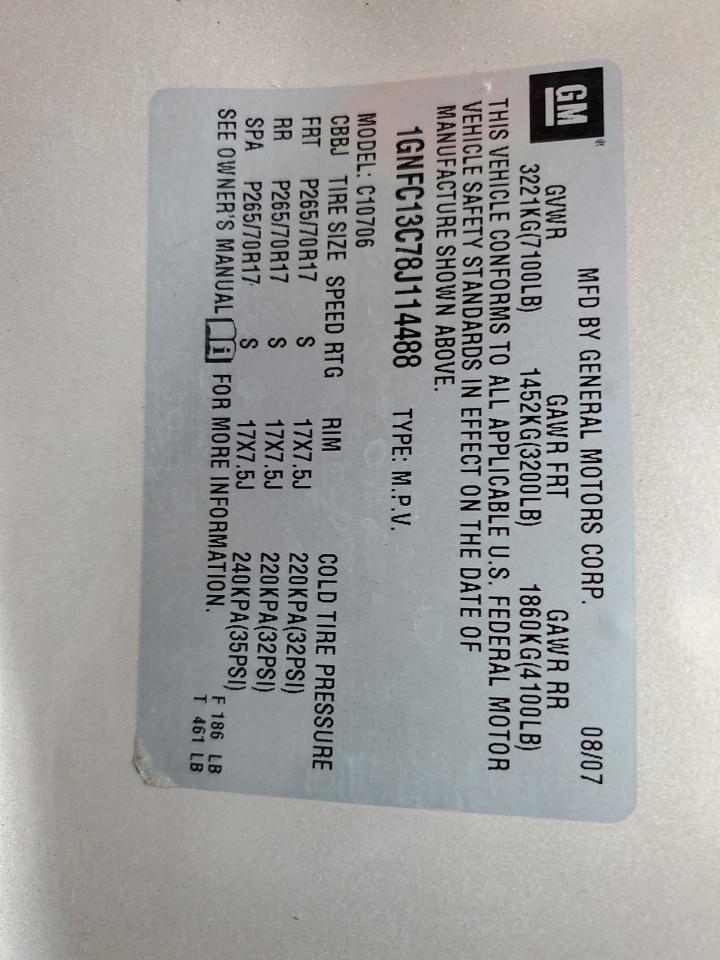 GM
MFD BY GENERAL MOTORS CORP. 08/07
GVWR GAWR FRT GAWR RR
3221KG(7100LB) 1452KG(3200LB) 1860KG(4100LB)
THIS VEHICLE CONFORMS TO ALL APPLICABLE U.S. FEDERAL MOTOR
VEHICLE SAFETY STANDARDS IN EFFECT ON THE DATE OF
MANUFACTURE SHOWN ABOVE.
1GNFC13C78J114488 TYPE: M.P.V.
MODEL: C10706
CBBJ TIRE SIZE SPEED RTG RIM COLD TIRE PRESSURE
FRT P265/70R17 S 17X7.5J 220KPA(32PSI)
RR P265/70R17 S 17X7.5J 220KPA(32PSI)
SPA P265/70R17 S 17X7.5J 240KPA(35PSI)
SEE OWNER'S MANUAL FOR MORE INFORMATION.
F 186 LB
T 461 LB